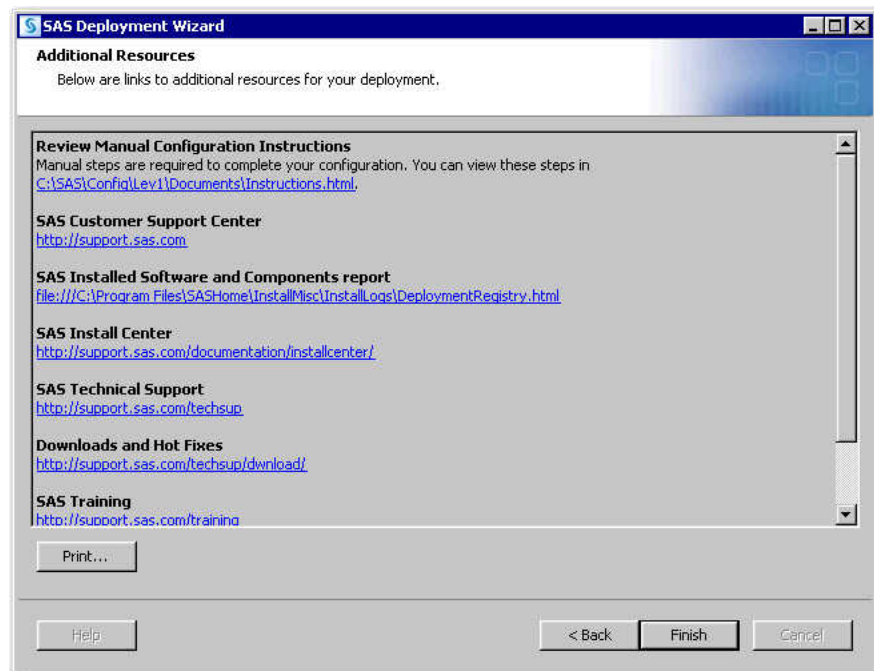 SAS Deployment Wizard
Additional Resources
Below are links to additional resources for your deployment.
Review Manual Configuration Instructions
Manual steps are required to complete your configuration. You can view these steps in
C:\SAS\Config\Lev1\Documents\Instructions.html.
SAS Customer Support Center
http://support.sas.com
SAS Installed Software and Components report
file:///C:\Program Files\SASHome\InstallMisc\InstallLogs\DeploymentRegistry.html
SAS Install Center
http://support.sas.com/documentation/installcenter/
SAS Technical Support
http://support.sas.com/techsup
Downloads and Hot Fixes
http://support.sas.com/techsup/dwnload/
SAS Training
http://support.sas.com/training
Print...
Help
< Back
Finish
Cancel